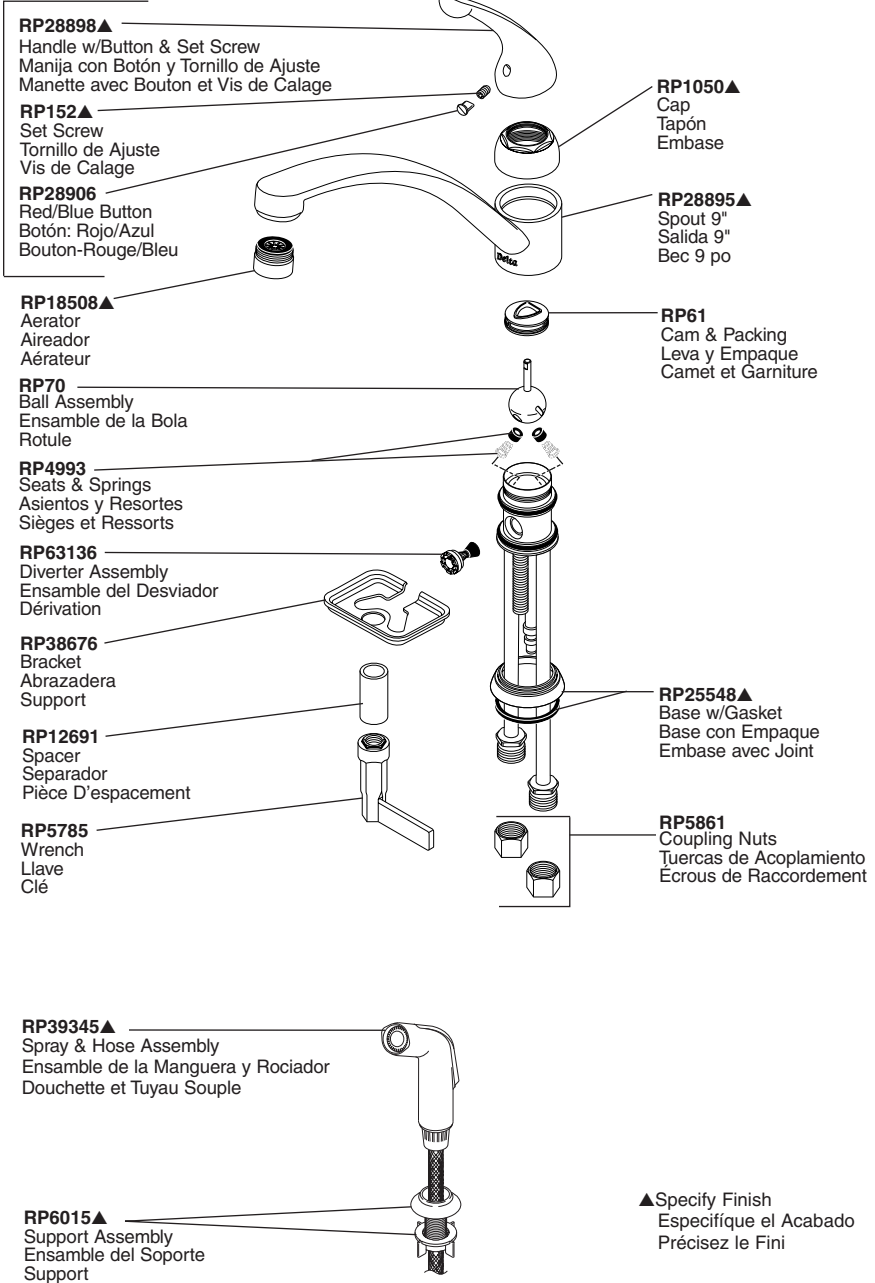 RP28898▲
Handle w/Button & Set Screw
Manija con Botón y Tornillo de Ajuste
Manette avec Bouton et Vis de Calage
RP152▲
Set Screw
Tornillo de Ajuste
Vis de Calage
RP28906
Red/Blue Button
Botón: Rojo/Azul
Bouton-Rouge/Bleu
RP18508▲
Aerator
Aireador
Aérateur
RP70
Ball Assembly
Ensamble de la Bola
Rotule
RP4993
Seats & Springs
Asientos y Resortes
Sièges et Ressorts
RP63136
Diverter Assembly
Ensamble del Desviador
Dérivation
RP38676
Bracket
Abrazadera
Support
RP12691
Spacer
Separador
Pièce D'espacement
RP5785
Wrench
Llave
Clé
RP1050▲
Cap
Tapón
Embase
RP28895▲
Spout 9"
Salida 9"
Bec 9 po
Delta
RP61
Cam & Packing
Leva y Empaque
Camet et Garniture
RP25548▲
Base w/Gasket
Base con Empaque
Embase avec Joint
RP5861
Coupling Nuts
Tuercas de Acoplamiento
Écrous de Raccordement
RP39345▲
Spray & Hose Assembly
Ensamble de la Manguera y Rociador
Douchette et Tuyau Souple
RP6015▲
Support Assembly
Ensamble del Soporte
Support
▲Specify Finish
Especifíque el Acabado
Précisez le Fini